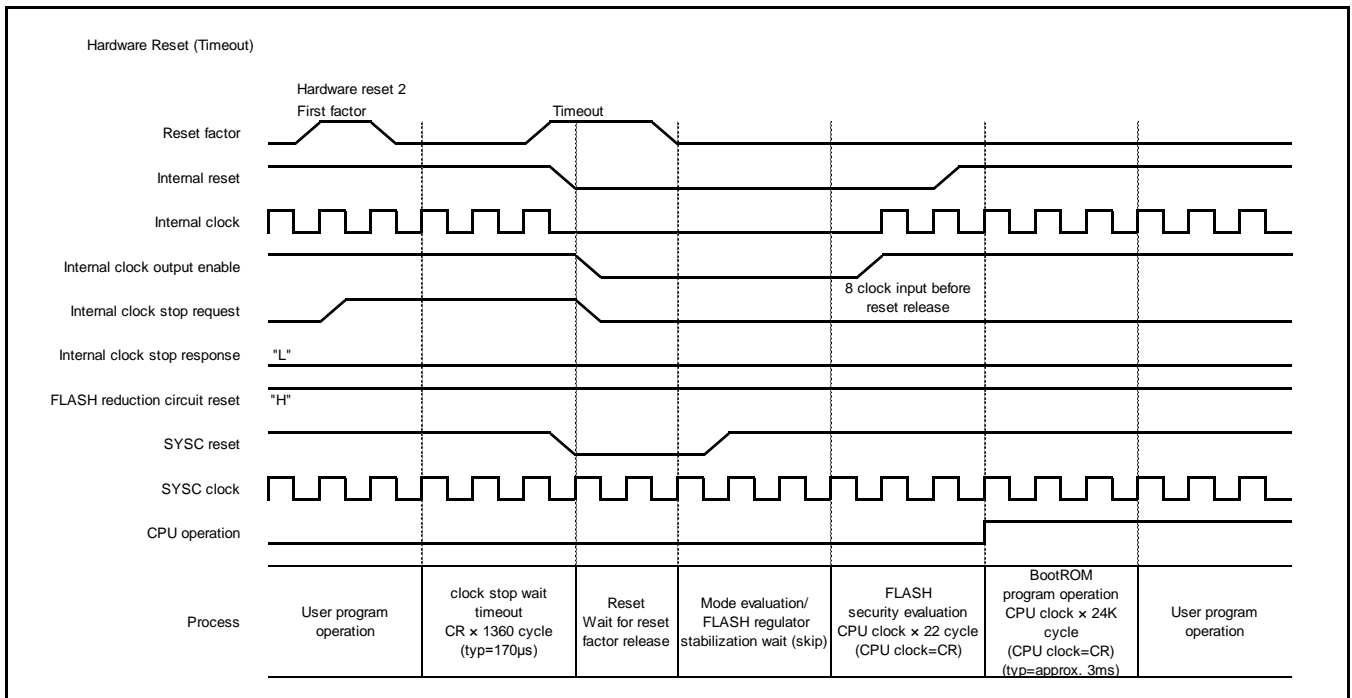 Hardware Reset (Timeout)
Hardware reset 2
First factor
Timeout
Reset factor
Internal reset
Internal clock
Internal clock output enable
8 clock input before
reset release
Internal clock stop request
Internal clock stop response
"L"
FLASH reduction circuit reset
"H"
SYSC reset
SYSC clock
CPU operation
Process
User program
operation
clock stop wait
timeout
CR × 1360 cycle
(typ=170μs)
Reset
Wait for reset
factor release
Mode evaluation/
FLASH regulator
stabilization wait (skip)
FLASH
security evaluation
CPU clock × 22 cycle
(CPU clock=CR)
BootROM
program operation
CPU clock × 24K
cycle
(CPU clock=CR)
(typ=approx. 3ms)
User program
operation